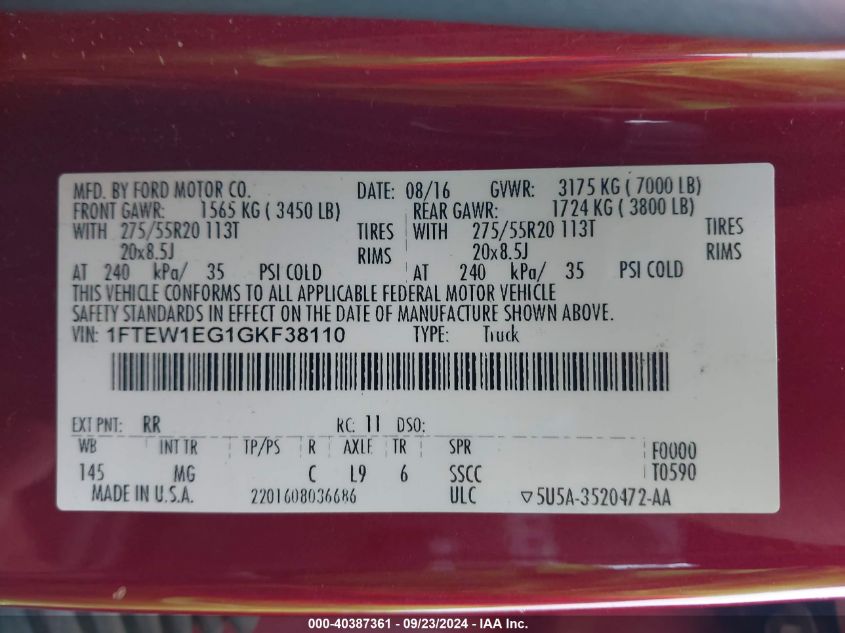 MFD. BY FORD MOTOR CO. DATE: 08/16 GVWR: 3175 KG ( 7000 LB)
FRONT GAWR: 1565 KG ( 3450 LB) REAR GAWR: 1724 KG ( 3800 LB)
WITH 275/55R20 113T TIRES WITH 275/55R20 113T TIRES
20x8.5J RIMS 20x8.5J RIMS
AT 240 kPa/ 35 PSI COLD AT 240 kPa/ 35 PSI COLD
THIS VEHICLE CONFORMS TO ALL APPLICABLE FEDERAL MOTOR VEHICLE
SAFETY STANDARDS IN EFFECT ON THE DATE OF MANUFACTURE SHOWN ABOVE.
VIN: 1FTEW1EG1GKF38110 TYPE: Truck
EXT PNT: RR RC: 11 DSO:
WB INT TR TP/PS R AXLE TR SPR F0000
145 MG C L9 6 SSCC T0590
MADE IN U.S.A. 2201608036686 ULC ▽5U5A-3520472-AA
000-40387361 - 09/23/2024 - IAA Inc.